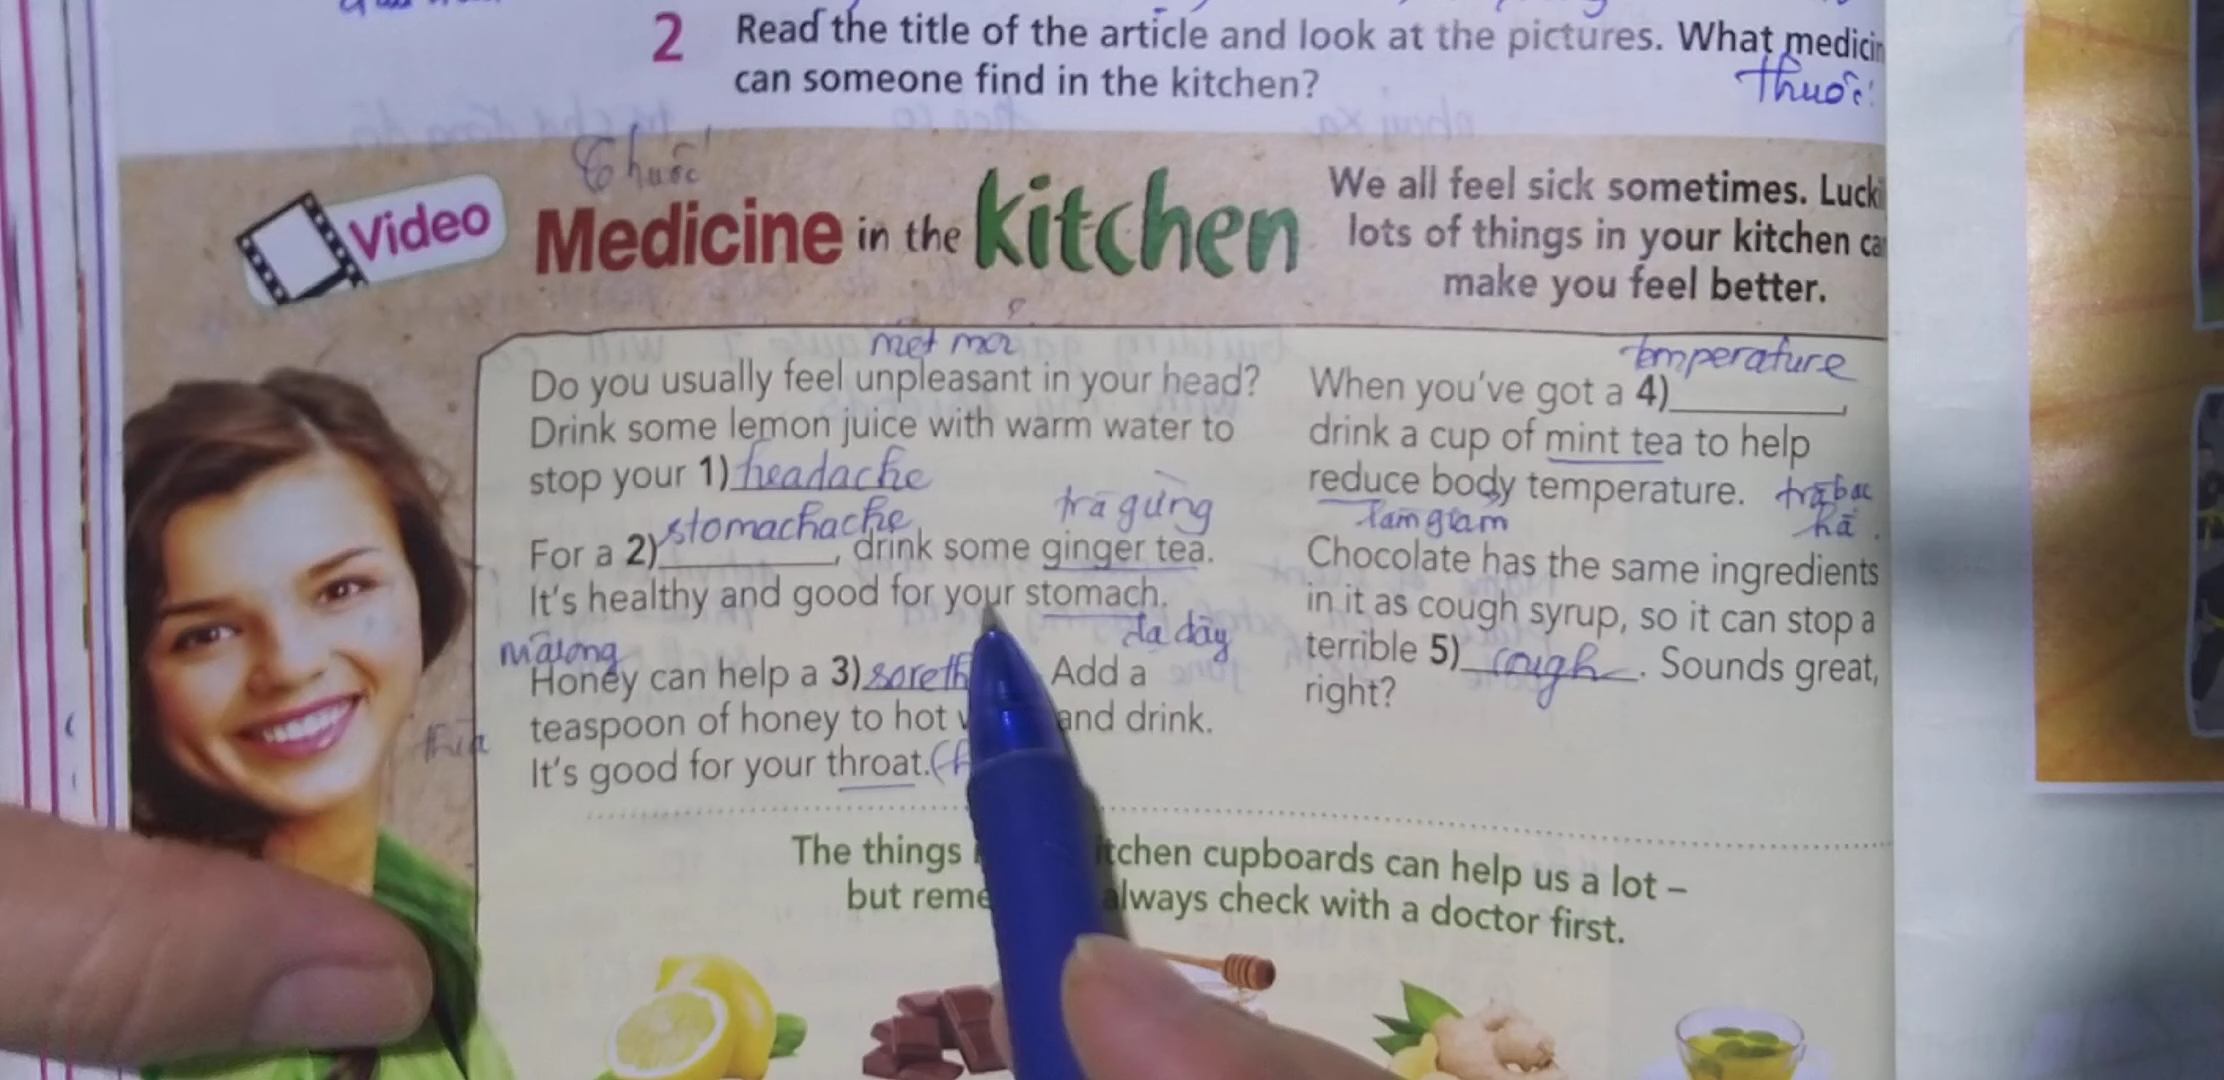 2 Read the title of the article and look at the pictures. What
can someone find in the kitchen?
thuốc
thuốc
Video
Medicine in the kitchen
We all feel sick sometimes.
lots of things in your kitchen
make you feel better.
mệt mỏi
Do you usually feel unpleasant in your head?
Drink some lemon juice with warm water to
stop your 1) headache
trà gừng
stomachache
For a 2)________, drink some ginger tea.
It's healthy and good for your stomach.
dạ dày
mật ong
Honey can help a 3) Add a
teaspoon of honey to hot and drink.
thìa
It's good for your throat.
temperature
When you've got a 4)________,
drink a cup of mint tea to help
reduce body temperature. trà bạc
làm giảm hà.
Chocolate has the same ingredients
in it as cough syrup, so it can stop a
terrible 5) cough. Sounds great,
right?
The things cupboards can help us a lot –
but always check with a doctor first.